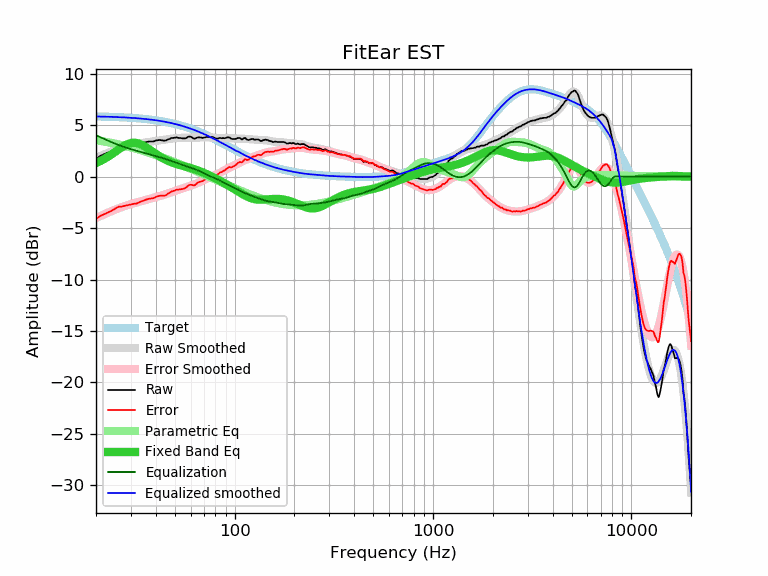 FitEar EST
Amplitude (dBr)
10
5
0
−5
−10
−15
−20
−25
−30
Target
Raw Smoothed
Error Smoothed
Raw
Error
Parametric Eq
Fixed Band Eq
Equalization
Equalized smoothed
100 1000 10000
Frequency (Hz)